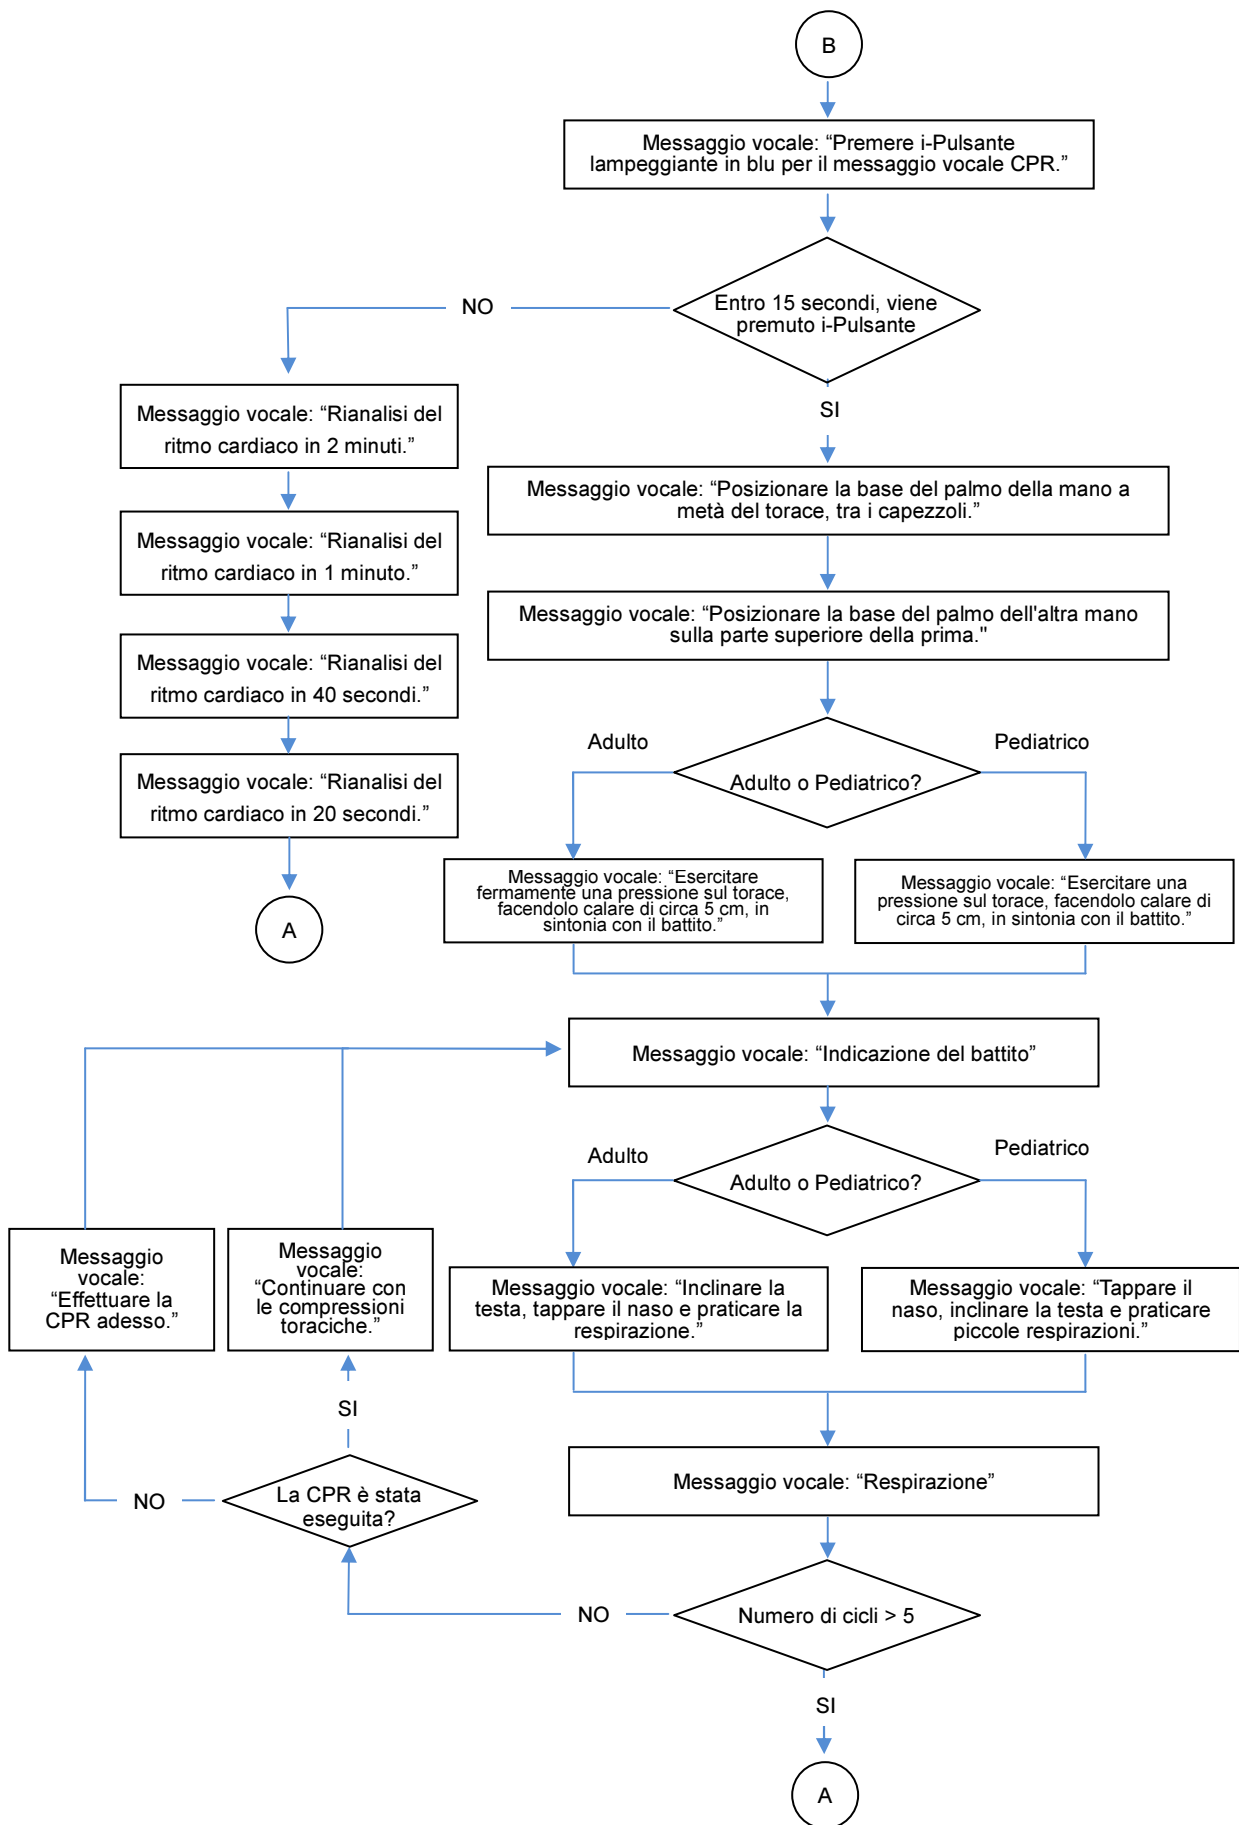 B
Messaggio vocale: “Premere i-Pulsante
lampeggiante in blu per il messaggio vocale CPR.”
Entro 15 secondi, viene
premuto i-Pulsante
NO
SI
Messaggio vocale: “Rianalisi del
ritmo cardiaco in 2 minuti.”
Messaggio vocale: “Rianalisi del
ritmo cardiaco in 1 minuto.”
Messaggio vocale: “Rianalisi del
ritmo cardiaco in 40 secondi.”
Messaggio vocale: “Rianalisi del
ritmo cardiaco in 20 secondi.”
A
Messaggio vocale: “Posizionare la base del palmo della mano a
metà del torace, tra i capezzoli.”
Messaggio vocale: “Posizionare la base del palmo dell'altra mano
sulla parte superiore della prima."
Adulto
Pediatrico
Adulto o Pediatrico?
Messaggio vocale: “Esercitare
fermamente una pressione sul torace,
facendolo calare di circa 5 cm, in
sintonia con il battito.”
Messaggio vocale: “Esercitare una
pressione sul torace, facendolo calare di
circa 5 cm, in sintonia con il battito.”
Messaggio vocale: “Indicazione del battito”
Adulto
Pediatrico
Adulto o Pediatrico?
Messaggio
vocale:
“Effettuare la
CPR adesso.”
Messaggio
vocale:
“Continuare con
le compressioni
toraciche.”
Messaggio vocale: “Inclinare la
testa, tappare il naso e praticare la
respirazione.”
Messaggio vocale: “Tappare il
naso, inclinare la testa e praticare
piccole respirazioni.”
SI
NO
La CPR è stata
eseguita?
Messaggio vocale: “Respirazione”
NO
Numero di cicli > 5
SI
A